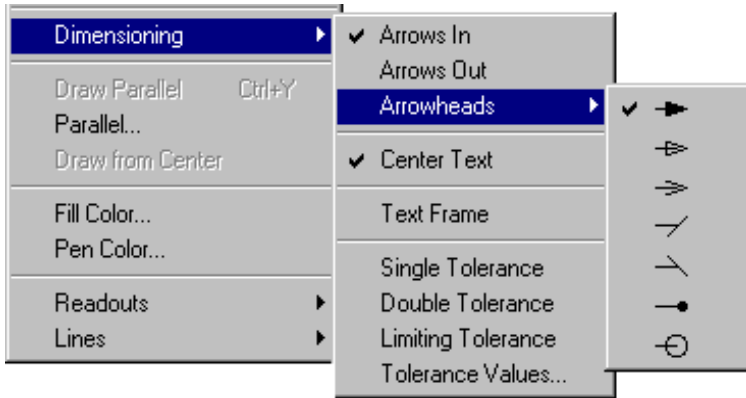 Dimensioning
Draw Parallel Ctrl+Y
Parallel...
Draw from Center
Fill Color...
Pen Color...
Readouts
Lines
Arrows In
Arrows Out
Arrowheads
Center Text
Text Frame
Single Tolerance
Double Tolerance
Limiting Tolerance
Tolerance Values...